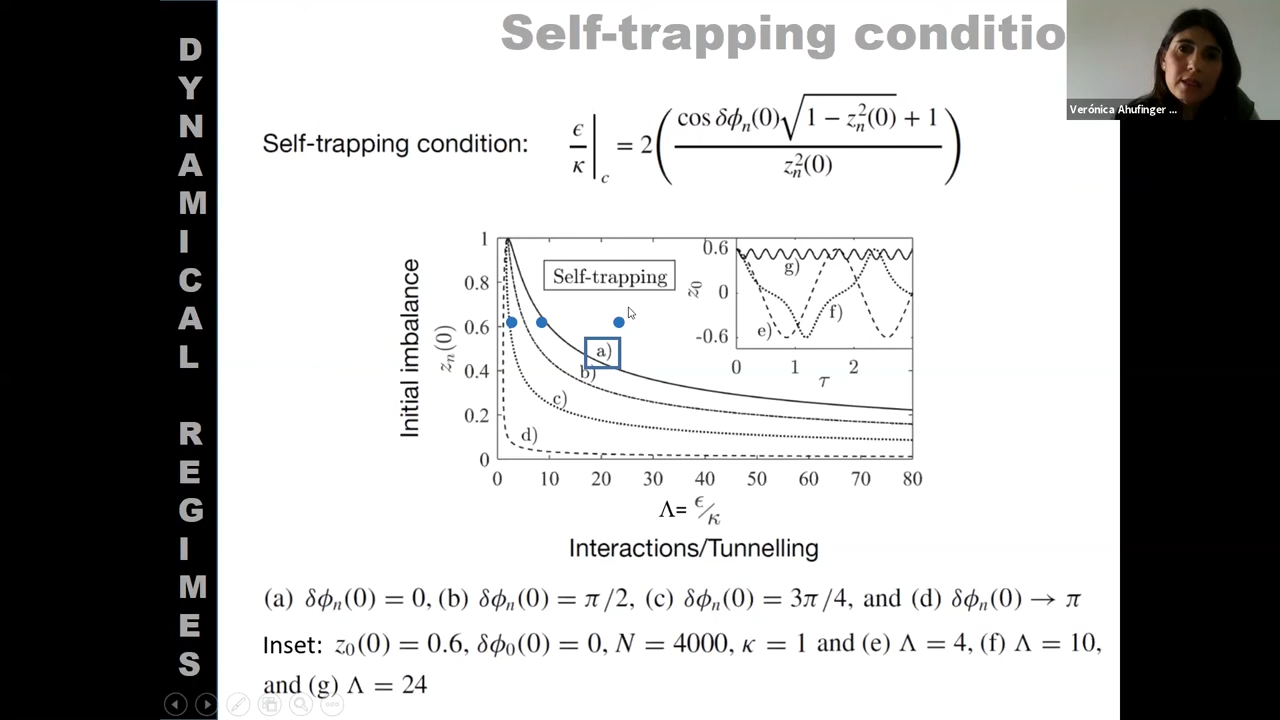 Self-trapping conditio
Verónica Ahufinger ...
DYNAMICAL REGIMES
Self-trapping condition: ϵ/κ|c = 2( (cos δϕₙ(0)√(1 − zₙ²(0)) + 1) / zₙ²(0) )
Initial imbalance
zₙ(0)
1
0.8
0.6
0.4
0.2
0
Self-trapping
a)
b)
c)
d)
0 10 20 30 40 50 60 70 80
z₀
0.6
0
-0.6
g)
f)
e)
0 1 2
τ
Λ= ϵ/κ
Interactions/Tunnelling
(a) δϕₙ(0) = 0, (b) δϕₙ(0) = π/2, (c) δϕₙ(0) = 3π/4, and (d) δϕₙ(0) → π
Inset: z₀(0) = 0.6, δϕ₀(0) = 0, N = 4000, κ = 1 and (e) Λ = 4, (f) Λ = 10,
and (g) Λ = 24